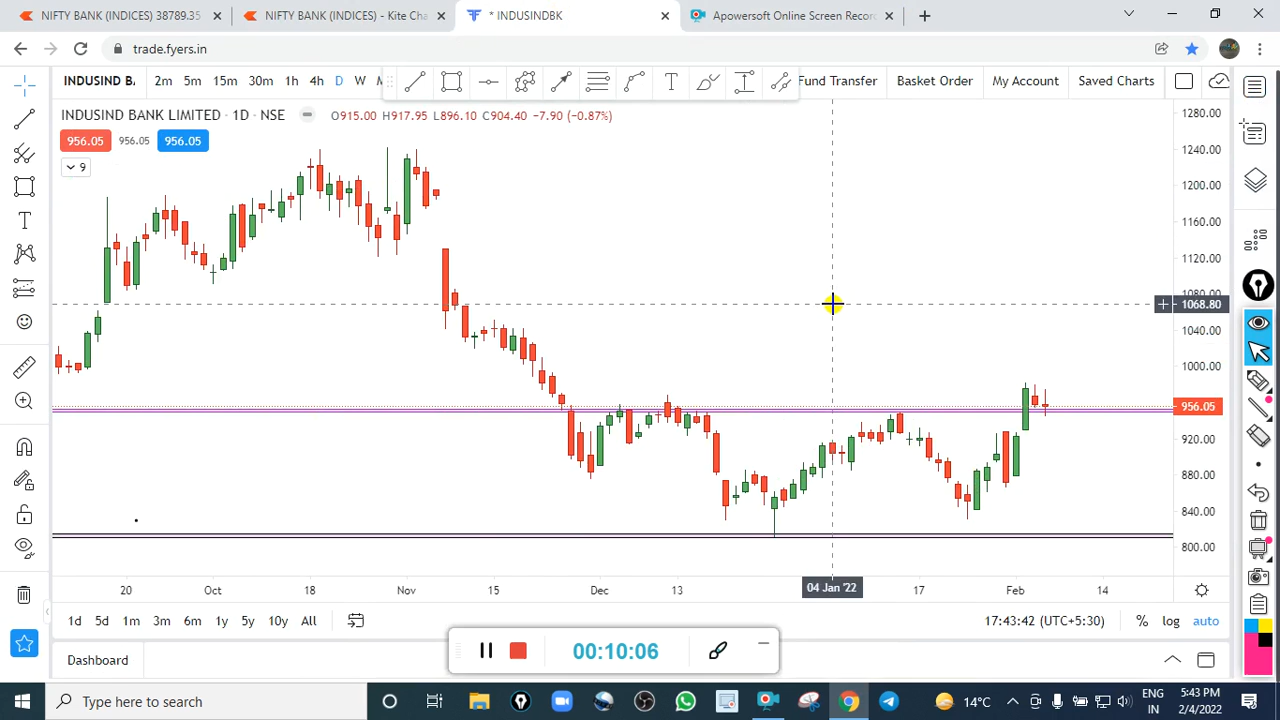 NIFTY BANK (INDICES) 38789.35
NIFTY BANK (INDICES) - Kite Cha
* INDUSINDBK
Apowersoft Online Screen Recor
trade.fyers.in
INDUSIND B.
2m 5m 15m 30m 1h 4h D W
Fund Transfer Basket Order My Account Saved Charts
INDUSIND BANK LIMITED · 1D · NSE
O915.00 H917.95 L896.10 C904.40 -7.90 (-0.87%)
956.05 956.05 956.05
9
1280.00
1240.00
1200.00
1160.00
1120.00
1080.00
1068.80
1040.00
1000.00
956.05
920.00
880.00
840.00
800.00
20 Oct 18 Nov 15 Dec 13 04 Jan '22 17 Feb 14
1d 5d 1m 3m 6m 1y 5y 10y All
17:43:42 (UTC+5:30) % log auto
00:10:06
Dashboard
Type here to search
14°C
ENG
IN
5:43 PM
2/4/2022